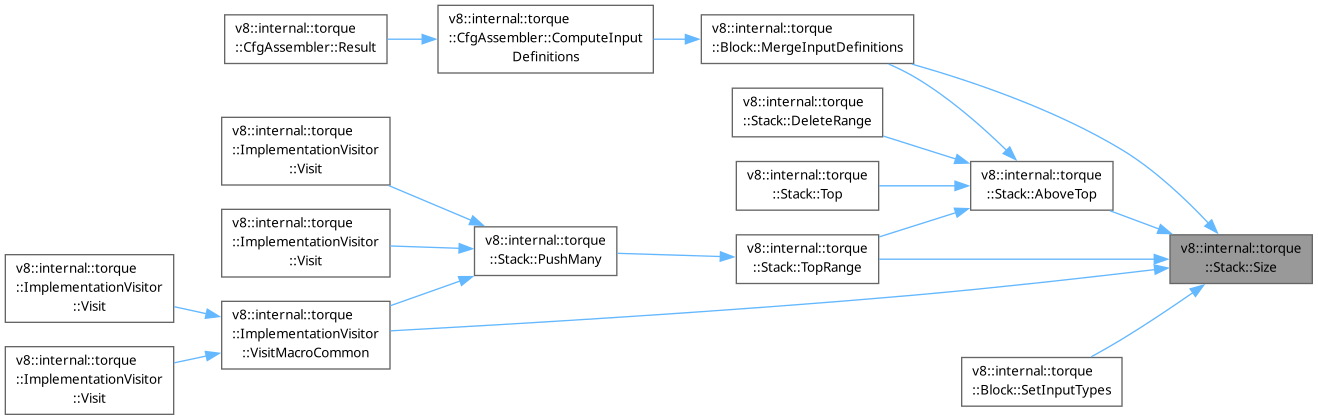 v8::internal::torque
::CfgAssembler::Result
v8::internal::torque
::CfgAssembler::ComputeInput
Definitions
v8::internal::torque
::Block::MergeInputDefinitions
v8::internal::torque
::Stack::DeleteRange
v8::internal::torque
::ImplementationVisitor
::Visit
v8::internal::torque
::Stack::Top
v8::internal::torque
::Stack::AboveTop
v8::internal::torque
::ImplementationVisitor
::Visit
v8::internal::torque
::Stack::PushMany
v8::internal::torque
::Stack::TopRange
v8::internal::torque
::Stack::Size
v8::internal::torque
::ImplementationVisitor
::Visit
v8::internal::torque
::ImplementationVisitor
::VisitMacroCommon
v8::internal::torque
::ImplementationVisitor
::Visit
v8::internal::torque
::Block::SetInputTypes